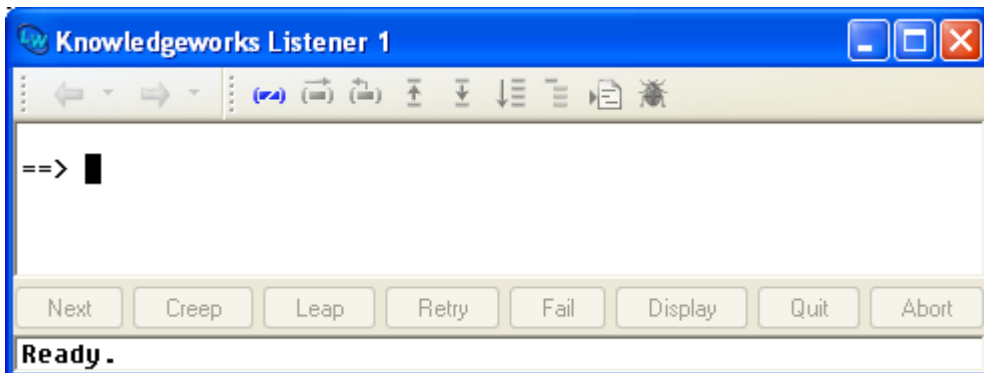 Knowledgeworks Listener 1
==>
Next Creep Leap Retry Fail Display Quit Abort
Ready.